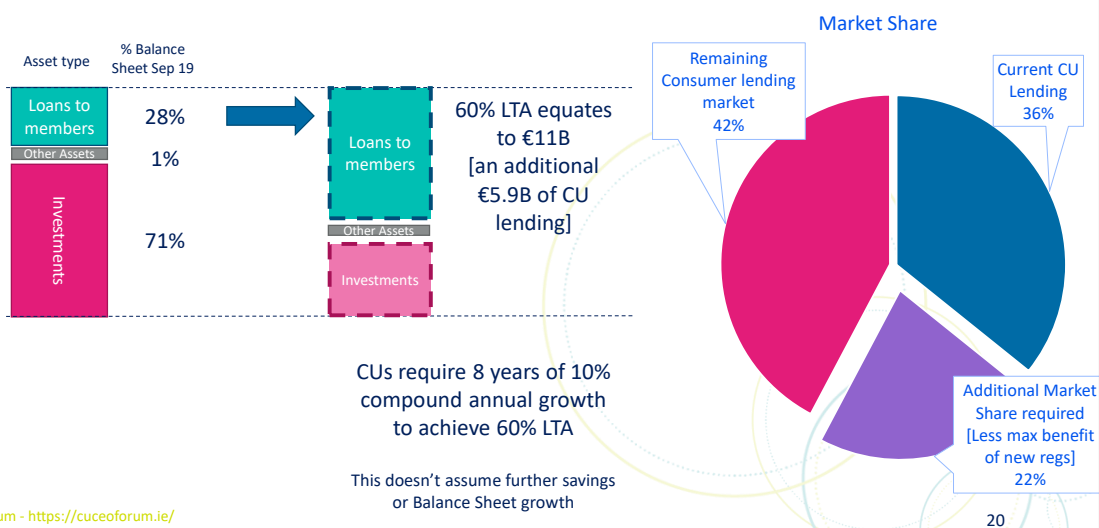 Market Share
Asset type
% Balance
Sheet Sep 19
Loans to
members
28%
Other Assets
1%
Investments
71%
Loans to
members
Other Assets
Investments
60% LTA equates
to €11B
[an additional
€5.9B of CU
lending]
CUs require 8 years of 10%
compound annual growth
to achieve 60% LTA
This doesn’t assume further savings
or Balance Sheet growth
Remaining
Consumer lending
market
42%
Current CU
Lending
36%
Additional Market
Share required
[Less max benefit
of new regs]
22%
um - https://cuceoforum.ie/
20